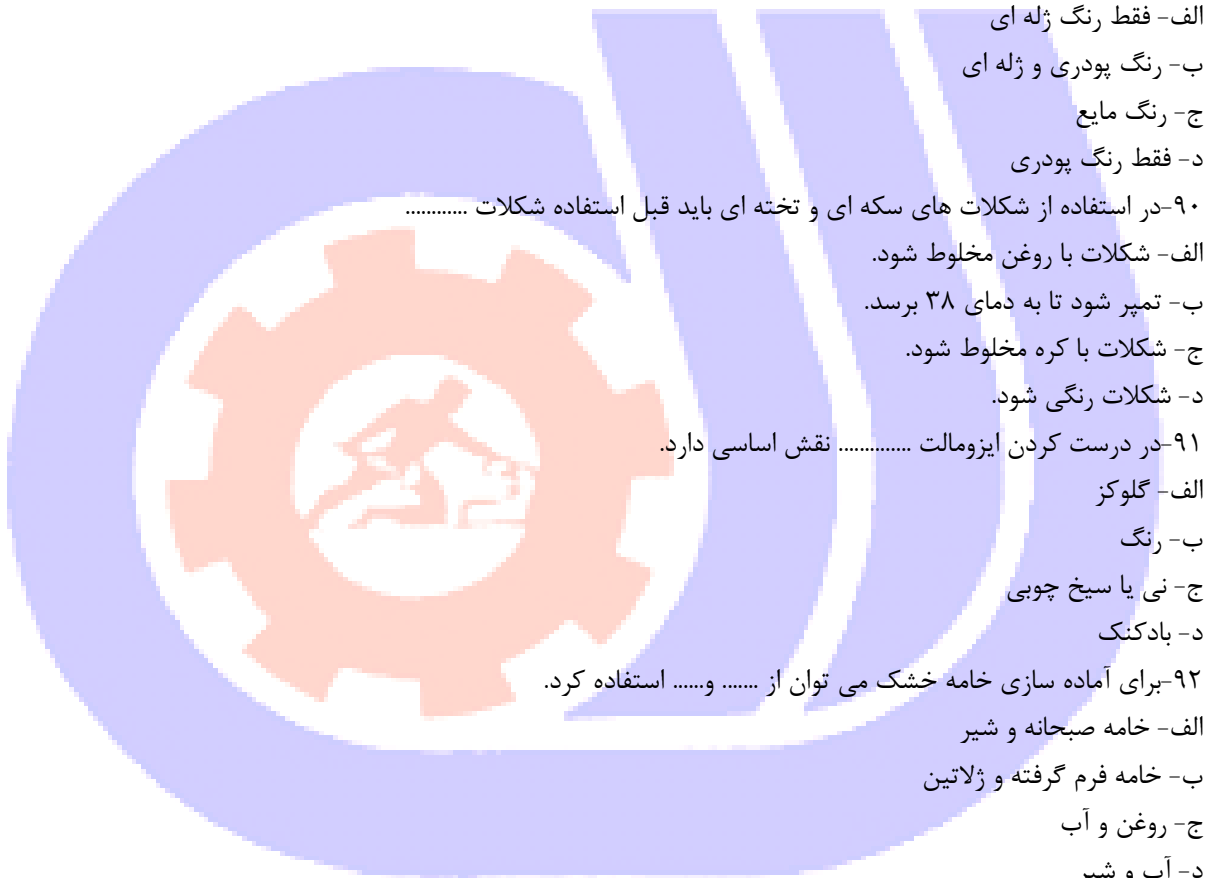 الف- فقط رنگ ژله ای
ب- رنگ پودری و ژله ای
ج- رنگ مایع
د- فقط رنگ پودری
۹۰-در استفاده از شکلات های سکه ای و تخته ای باید قبل استفاده شکلات ............
الف- شکلات با روغن مخلوط شود.
ب- تمپر شود تا به دمای ۳۸ برسد.
ج- شکلات با کره مخلوط شود.
د- شکلات رنگی شود.
۹۱-در درست کردن ایزومالت .............. نقش اساسی دارد.
الف- گلوکز
ب- رنگ
ج- نی یا سیخ چوبی
د- بادکنک
۹۲-برای آماده سازی خامه خشک می توان از ....... و...... استفاده کرد.
الف- خامه صبحانه و شیر
ب- خامه فرم گرفته و ژلاتین
ج- روغن و آب
د- آب و شیر